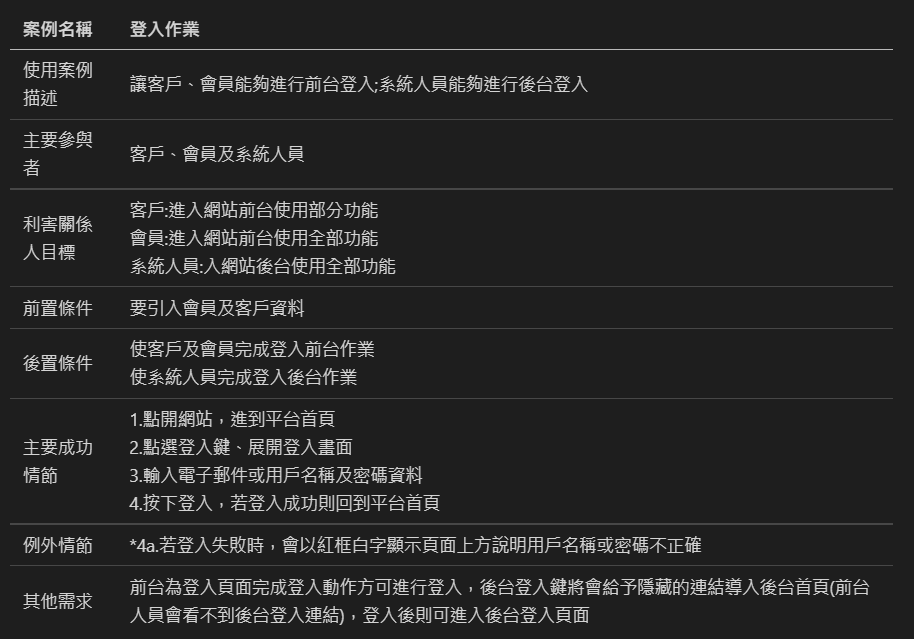 案例名稱 登入作業
使用案例
描述
讓客戶、會員能夠進行前台登入;系統人員能夠進行後台登入
主要參與
者
客戶、會員及系統人員
利害關係
人目標
客戶:進入網站前台使用部分功能
會員:進入網站前台使用全部功能
系統人員:入網站後台使用全部功能
前置條件 要引入會員及客戶資料
後置條件
使客戶及會員完成登入前台作業
使系統人員完成登入後台作業
主要成功
情節
1.點開網站，進到平台首頁
2.點選登入鍵、展開登入畫面
3.輸入電子郵件或用戶名稱及密碼資料
4.按下登入，若登入成功則回到平台首頁
例外情節 *4a.若登入失敗時，會以紅框白字顯示頁面上方說明用戶名稱或密碼不正確
其他需求
前台為登入頁面完成登入動作方可進行登入，後台登入鍵將會給予隱藏的連結導入後台首頁(前台
人員會看不到後台登入連結)，登入後則可進入後台登入頁面